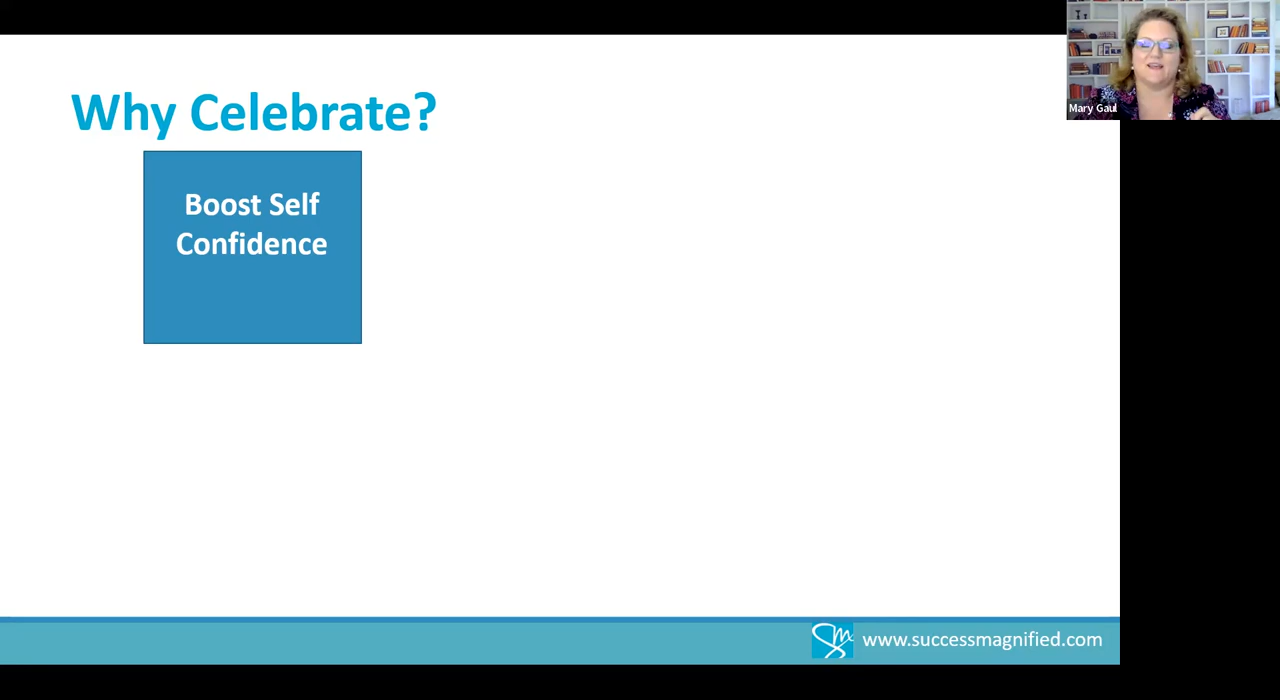 Why Celebrate?
Boost Self
Confidence
Mary Gaul
www.successmagnified.com